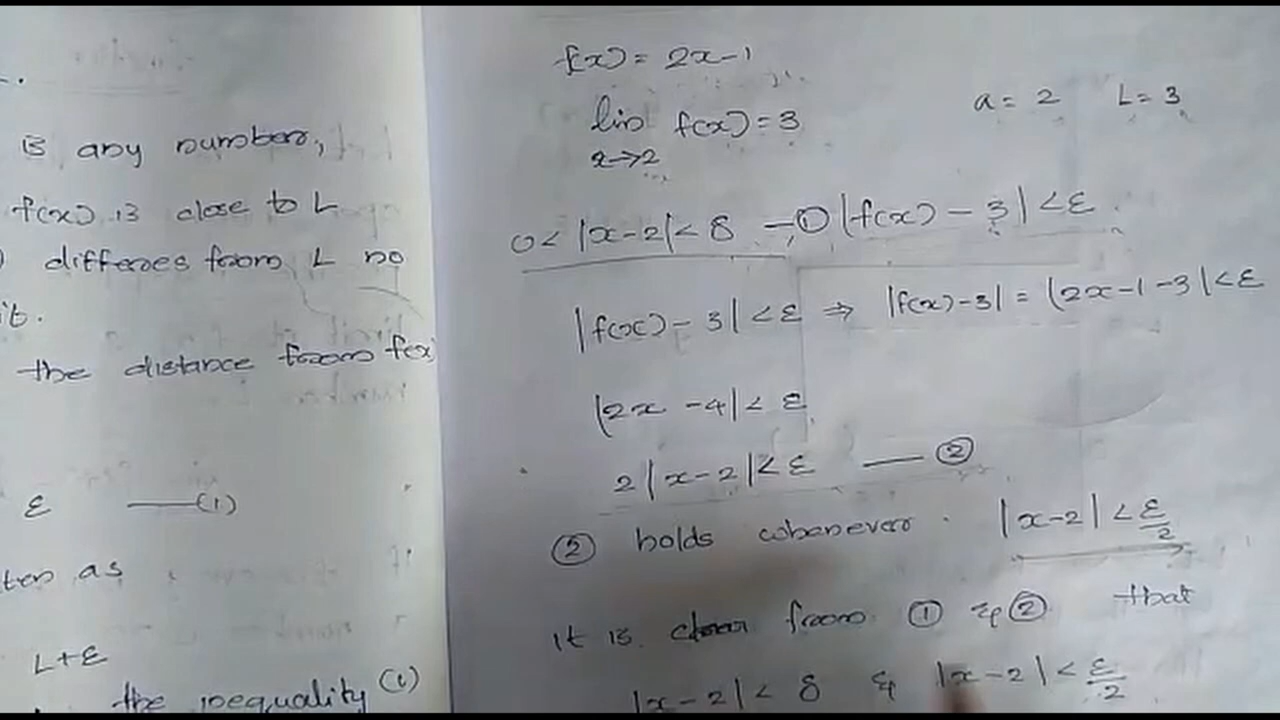 is any number,
f(x) is close to L
differes from L no
it.
the distance from f(x)
ε —(1)
ten as
L+ε
the inequality (1)
f(x) = 2x-1
lim f(x) = 3
x→2
a = 2 L = 3
0 < |x-2| < δ —① |f(x) - 3| < ε
|f(x) - 3| < ε ⇒ |f(x)-3| = |2x-1-3| < ε
|2x -4| < ε
2|x-2| < ε —②
② holds whenever . |x-2| < ε/2
It is clear from ① & ② that
|x-2| < δ & |x-2| < ε/2